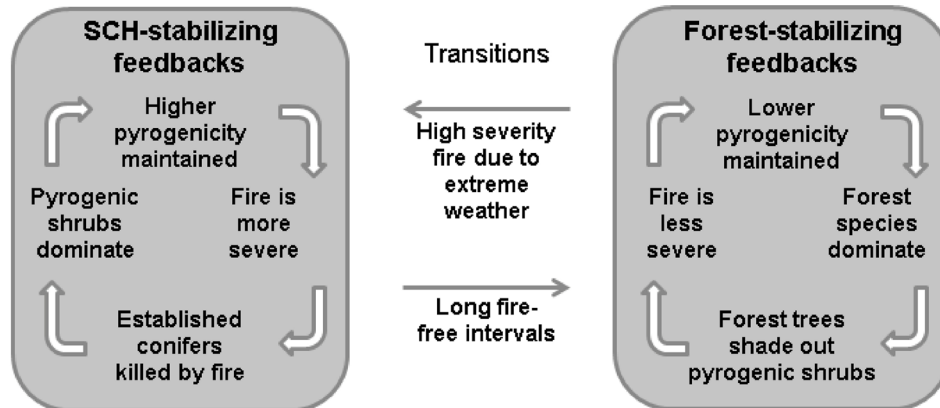 SCH-stabilizing
feedbacks
Higher
pyrogenicity
maintained
Pyrogenic
shrubs
dominate
Fire is
more
severe
Established
conifers
killed by fire
Transitions
High severity
fire due to
extreme
weather
Long fire-
free intervals
Forest-stabilizing
feedbacks
Lower
pyrogenicity
maintained
Fire is
less
severe
Forest
species
dominate
Forest trees
shade out
pyrogenic shrubs